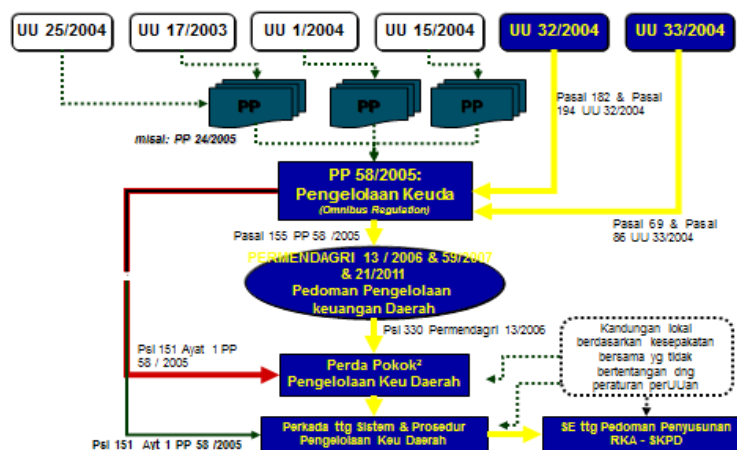 UU 25/2004
UU 17/2003
UU 1/2004
UU 15/2004
UU 32/2004
UU 33/2004
PP
PP
PP
misal: PP 24/2005
Pasal 182 & Pasal
194 UU 32/2004
PP 58/2005:
Pengelolaan Keuda
(Omnibus Regulation)
Pasal 69 & Pasal
86 UU 33/2004
Pasal 155 PP 58 /2005
PERMENDAGRI 13 / 2006 & 59/2007
& 21/2011
Pedoman Pengelolaan
keuangan Daerah
Psl 330 Permendagri 13/2006
Kandungan lokal
berdasarkan kesepakatan
bersama yg tidak
bertentangan dng
peraturan perUUan
Psl 151 Ayat 1 PP
58 / 2005
Perda Pokok²
Pengelolaan Keu Daerah
Perkada ttg Sistem & Prosedur
Pengelolaan Keu Daerah
SE ttg Pedoman Penyusunan
RKA - SKPD
Psl 151 Ayt 1 PP 58 /2005